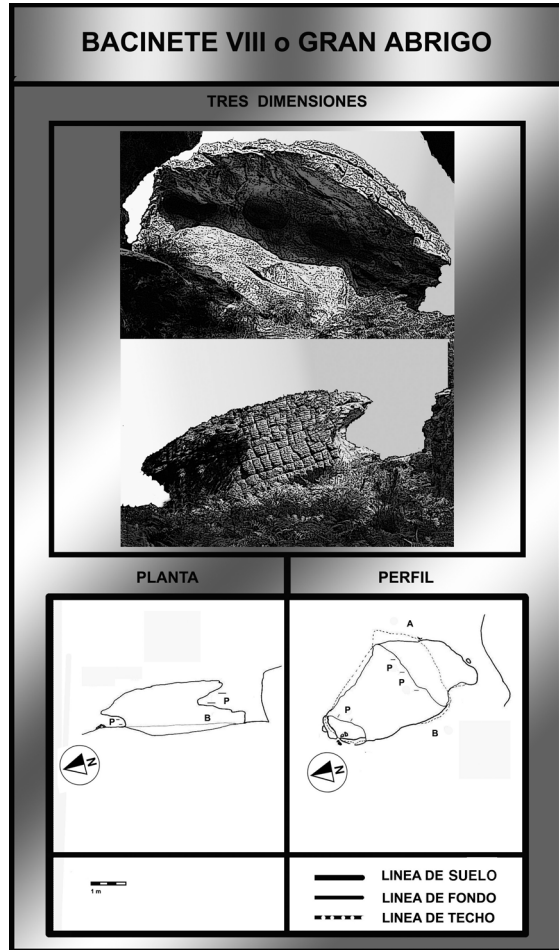 BACINETE VIII o GRAN ABRIGO
TRES DIMENSIONES
PLANTA
PERFIL
P
P
B
N
A
P
P
P
B
N
1 m
LINEA DE SUELO
LINEA DE FONDO
LINEA DE TECHO